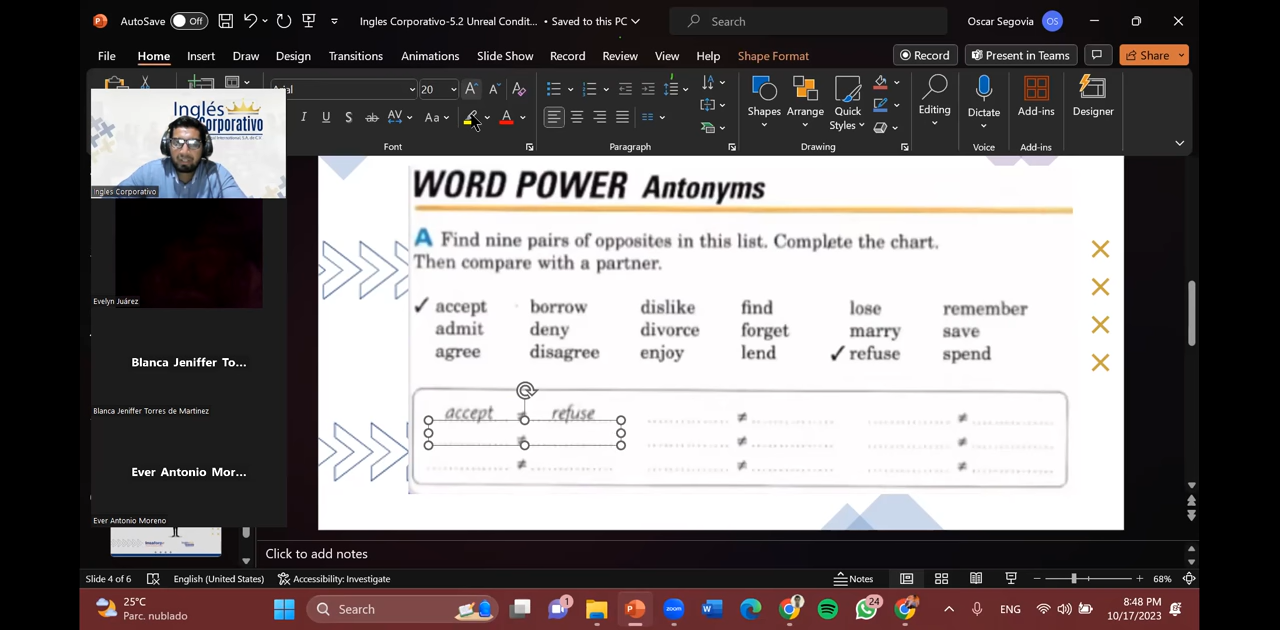 AutoSave Off Ingles Corporativo-5.2 Unreal Condit... • Saved to this PC Search Oscar Segovia OS
File Home Insert Draw Design Transitions Animations Slide Show Record Review View Help Shape Format Record Present in Teams Share
20 A A A
I U S ab AV Aa A
Shapes Arrange Quick Styles Editing Dictate Add-ins Designer
Font Paragraph Drawing Voice Add-ins
Inglés Corporativo
Inglés Corporativo
Evelyn Juárez
Blanca Jeniffer To...
Blanca Jeniffer Torres de Martinez
Ever Antonio Mor...
Ever Antonio Moreno
WORD POWER Antonyms
A Find nine pairs of opposites in this list. Complete the chart.
Then compare with a partner.
✓ accept borrow dislike find lose remember
admit deny divorce forget marry save
agree disagree enjoy lend ✓ refuse spend
accept ≠ refuse ≠ ≠
≠ ≠ ≠
≠ ≠ ≠
Click to add notes
Slide 4 of 6 English (United States) Accessibility: Investigate Notes 68%
25°C
Parc. nublado
Search 1 zoom 24 ENG
8:48 PM
10/17/2023